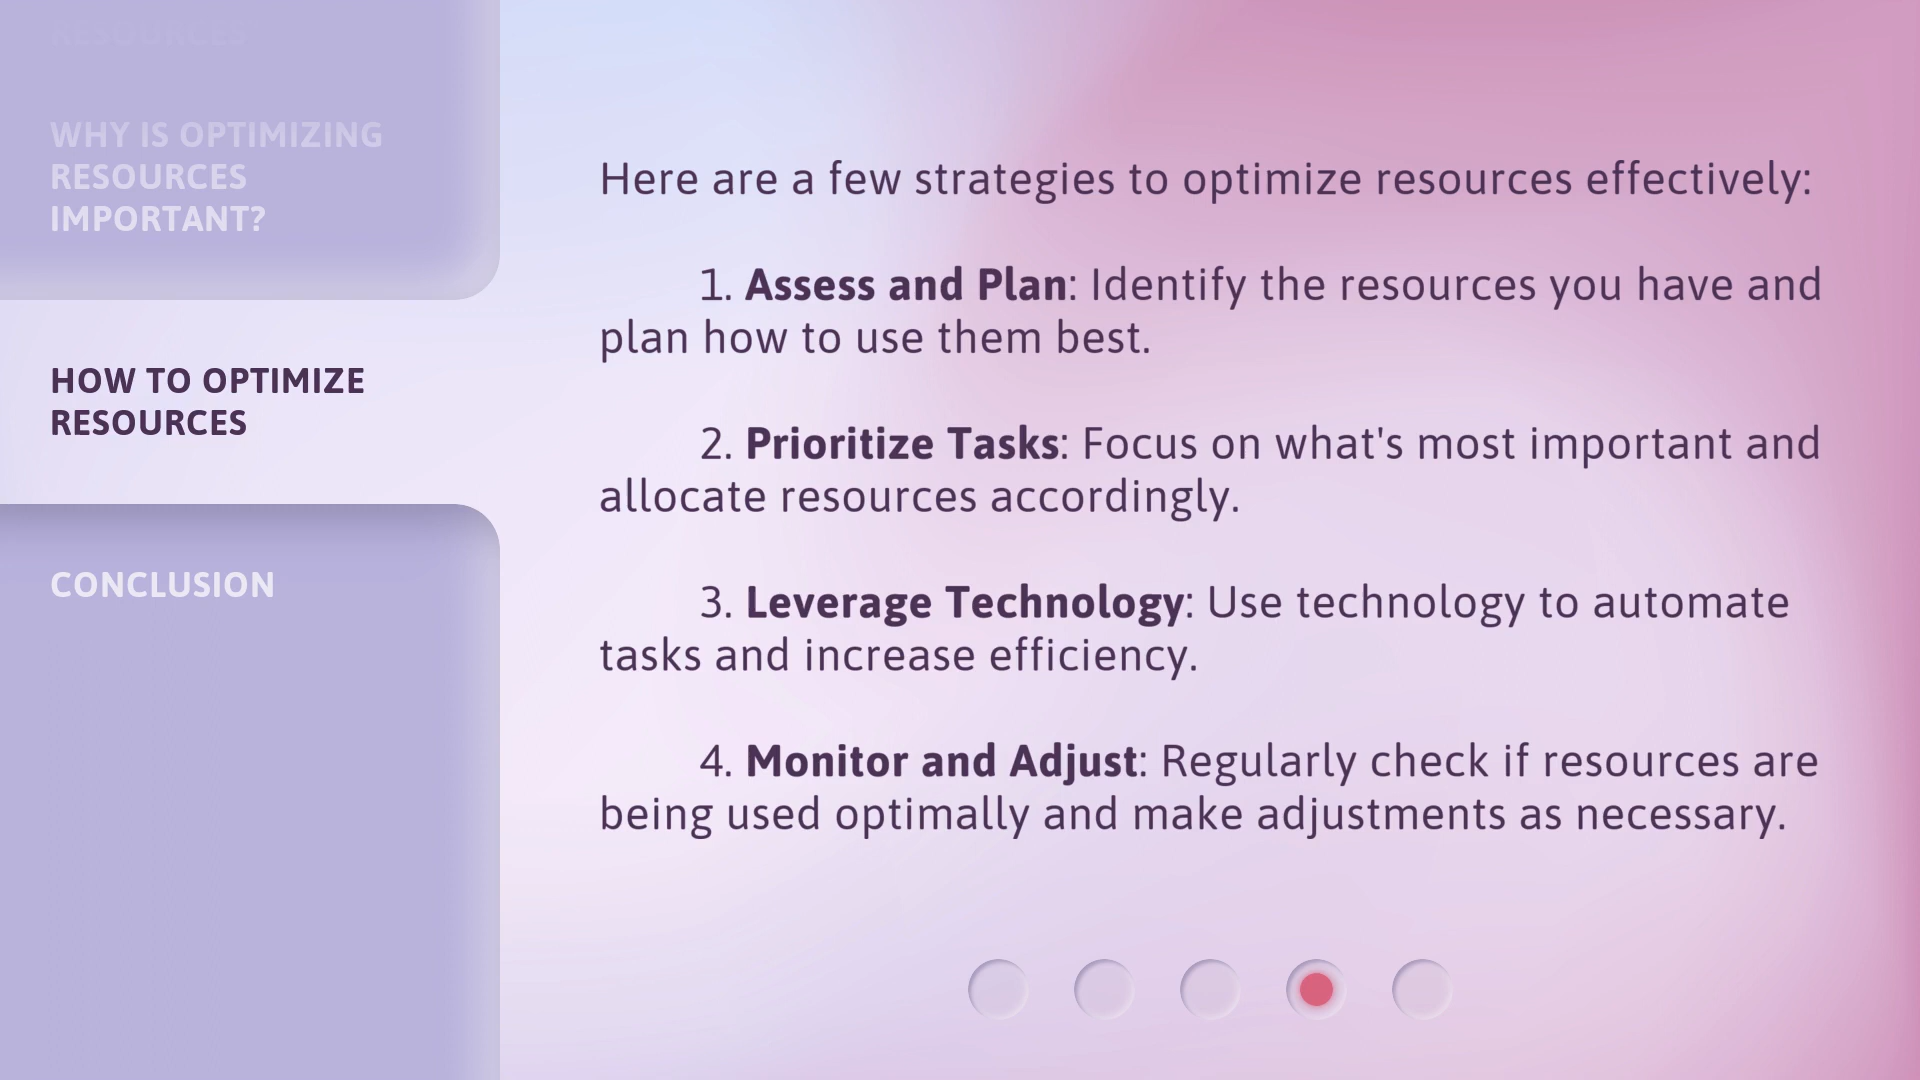 RESOURCES
WHY IS OPTIMIZING
RESOURCES
IMPORTANT?
HOW TO OPTIMIZE
RESOURCES
CONCLUSION
Here are a few strategies to optimize resources effectively:
1. Assess and Plan: Identify the resources you have and
plan how to use them best.
2. Prioritize Tasks: Focus on what's most important and
allocate resources accordingly.
3. Leverage Technology: Use technology to automate
tasks and increase efficiency.
4. Monitor and Adjust: Regularly check if resources are
being used optimally and make adjustments as necessary.